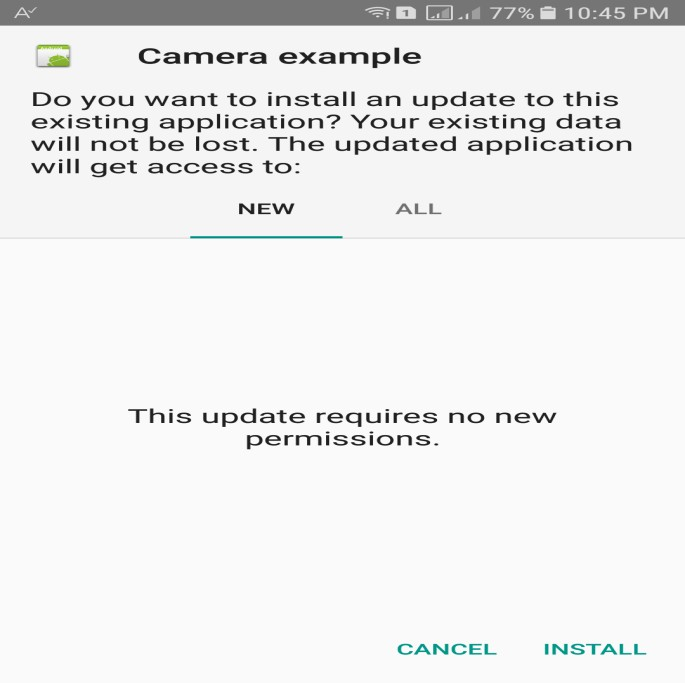 77% 10:45 PM
Camera example
Do you want to install an update to this
existing application? Your existing data
will not be lost. The updated application
will get access to:
NEW ALL
This update requires no new
permissions.
CANCEL INSTALL